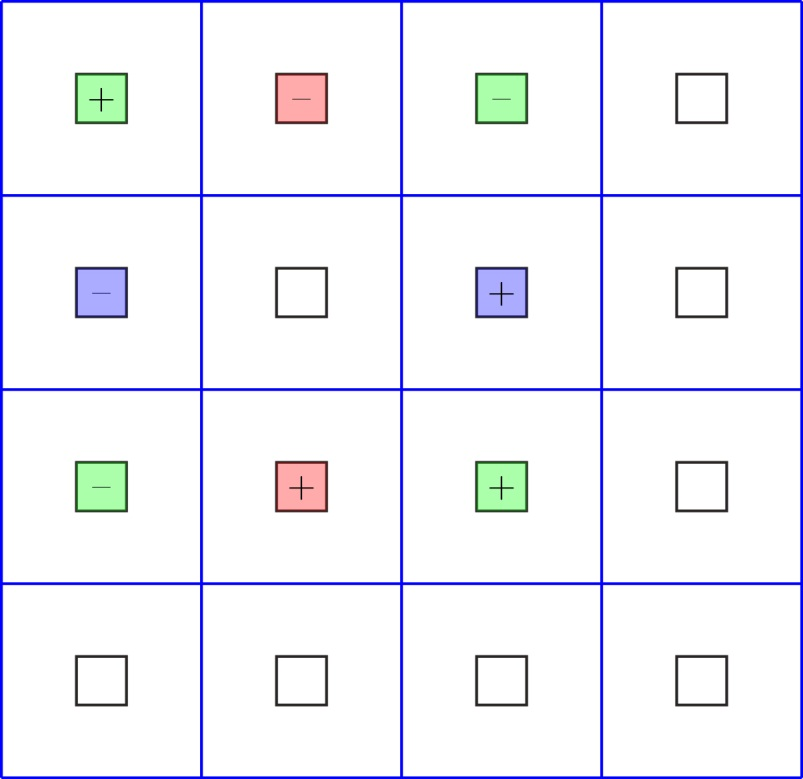 + − −
− +
− + +